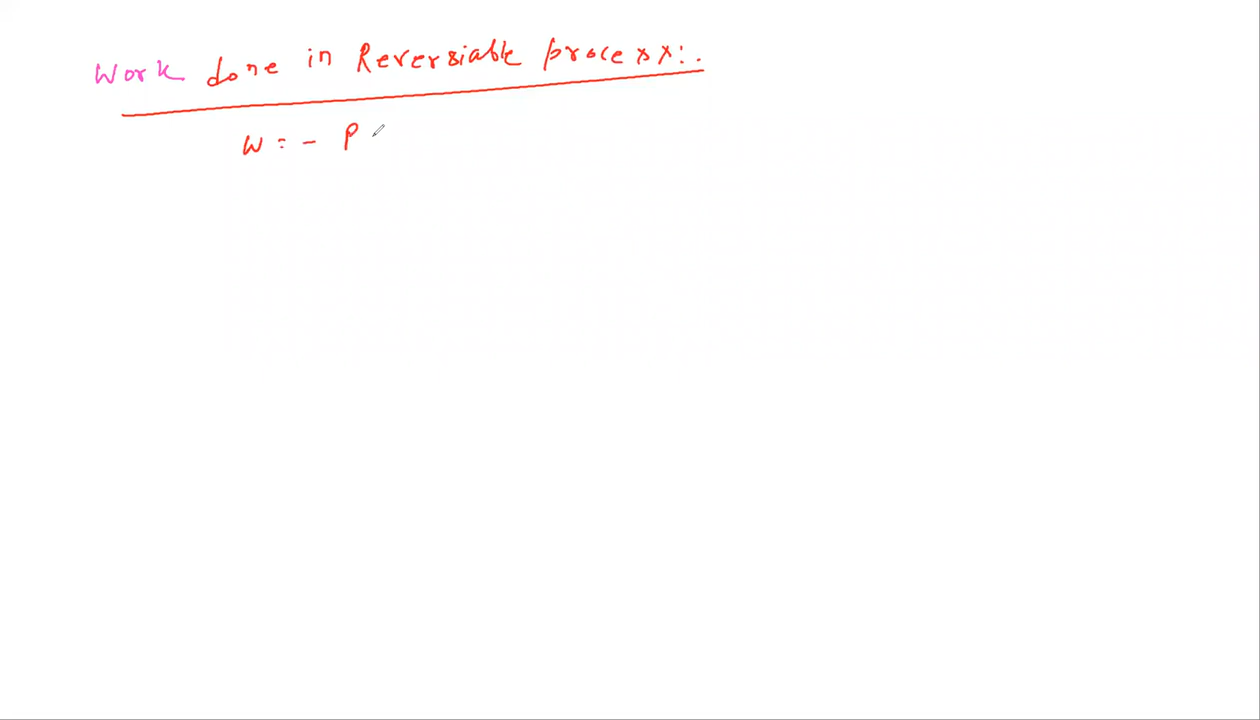 Work done in Reversiable process:.
W = - P